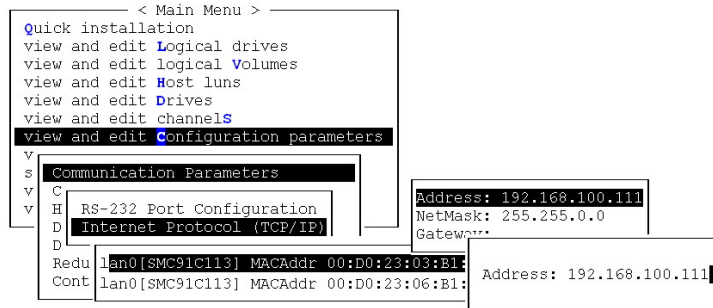 < Main Menu >
Quick installation
view and edit Logical drives
view and edit logical Volumes
view and edit Host luns
view and edit Drives
view and edit channelS
view and edit Configuration parameters
v
s
v
v
Communication Parameters
C
H
D
D
Redu
Cont
RS-232 Port Configuration
Internet Protocol (TCP/IP)
lan0[SMC91C113] MACAddr 00:D0:23:03:B1:
lan0[SMC91C113] MACAddr 00:D0:23:06:B1:
Address: 192.168.100.111
NetMask: 255.255.0.0
Gateway:
Address: 192.168.100.111